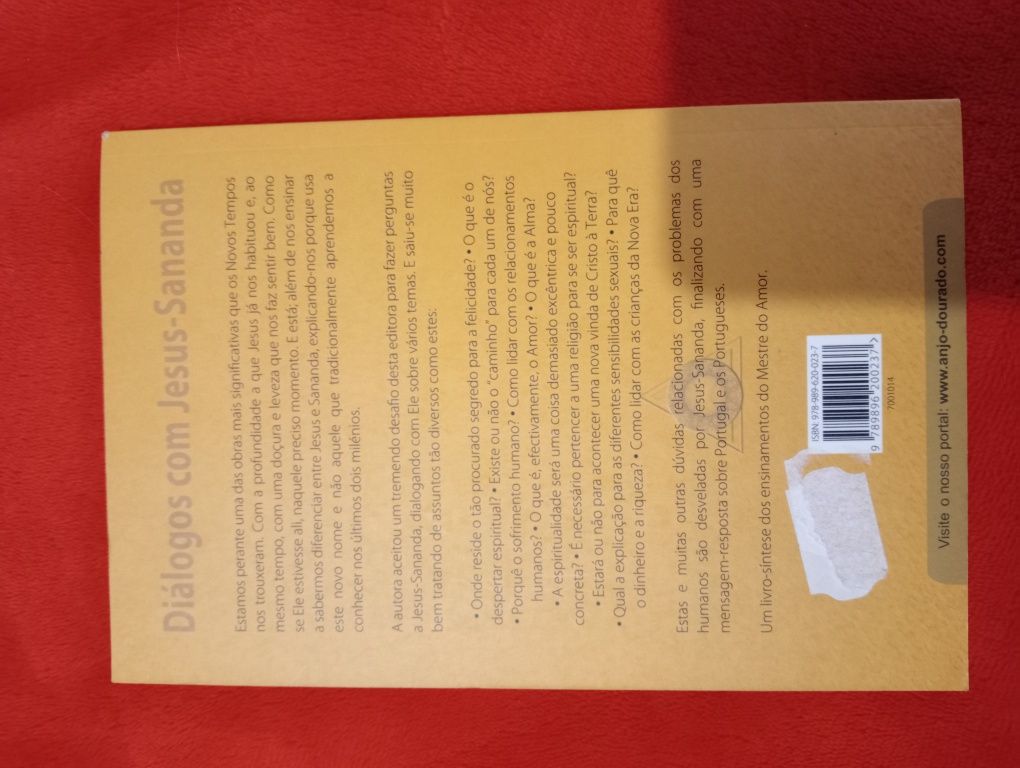 Diálogos com Jesus-Sananda
Estamos perante uma das obras mais significativas que os Novos Tempos
nos trouxeram. Com a profundidade a que Jesus já nos habituou e, ao
mesmo tempo, com uma doçura e leveza que nos faz sentir bem. Como
se Ele estivesse ali, naquele preciso momento. E está; além de nos ensinar
a sabermos diferenciar entre Jesus e Sananda, explicando-nos porque usa
este novo nome e não aquele que tradicionalmente aprendemos a
conhecer nos últimos dois milénios.
A autora aceitou um tremendo desafio desta editora para fazer perguntas
a Jesus-Sananda, dialogando com Ele sobre vários temas. E saiu-se muito
bem tratando de assuntos tão diversos como estes:
• Onde reside o tão procurado segredo para a felicidade? • O que é o
despertar espiritual? • Existe ou não o "caminho" para cada um de nós?
• Porquê o sofrimento humano? • Como lidar com os relacionamentos
humanos? • O que é, efectivamente, o Amor? • O que é a Alma?
• A espiritualidade será uma coisa demasiado excêntrica e pouco
concreta? • É necessário pertencer a uma religião para se ser espiritual?
• Estará ou não para acontecer uma nova vinda de Cristo à Terra?
• Qual a explicação para as diferentes sensibilidades sexuais? • Para quê
o dinheiro e a riqueza? • Como lidar com as crianças da Nova Era?
Estas e muitas outras dúvidas relacionadas com os problemas dos
humanos são desveladas por Jesus-Sananda, finalizando com uma
mensagem-resposta sobre Portugal e os Portugueses.
Um livro-síntese dos ensinamentos do Mestre do Amor.
ISBN: 978-989-620-023-7
9 789896 200237 >
7001014
Visite o nosso portal: www.anjo-dourado.com